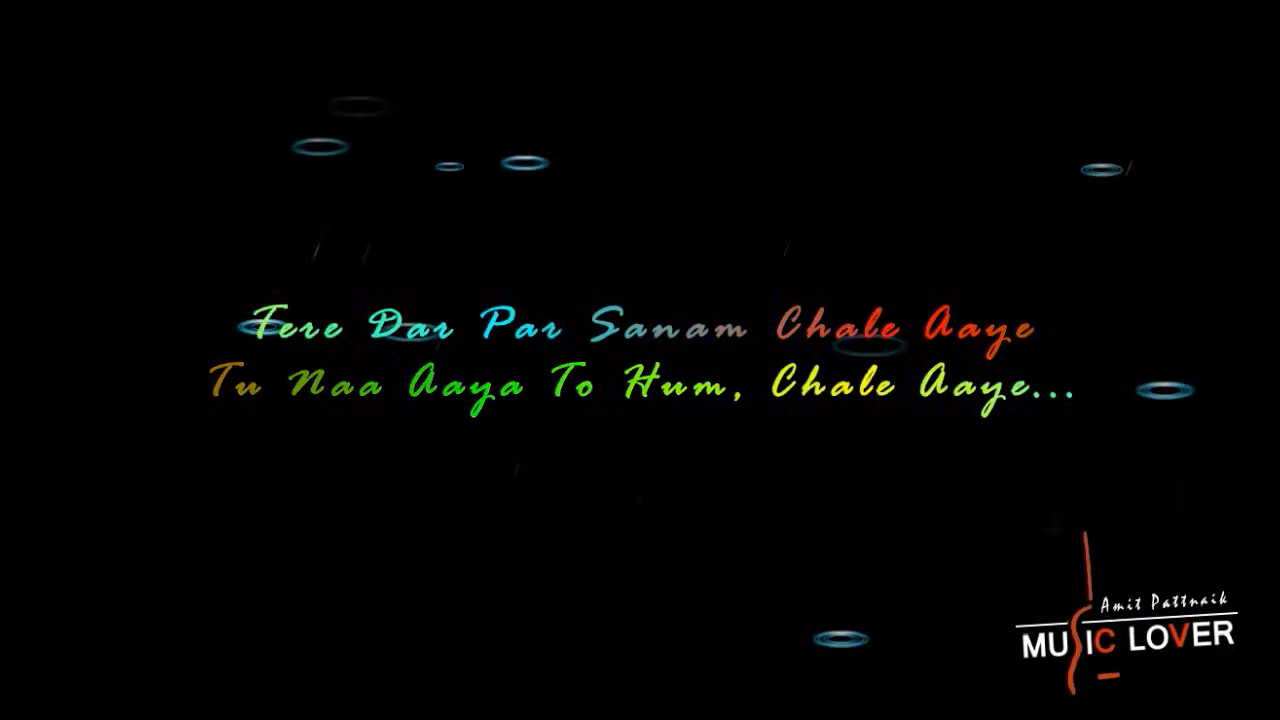 Tere Dar Par Sanam Chale Aaye
Tu Naa Aaya To Hum, Chale Aaye...
Amit Pattnaik
MUSIC LOVER